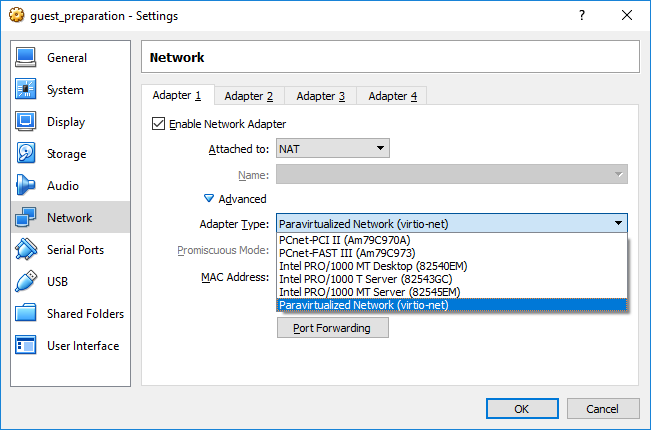 guest_preparation - Settings
General
System
Display
Storage
Audio
Network
Serial Ports
USB
Shared Folders
User Interface
Network
Adapter 1 Adapter 2 Adapter 3 Adapter 4
Enable Network Adapter
Attached to: NAT
Name:
Advanced
Adapter Type: Paravirtualized Network (virtio-net)
PCnet-PCI II (Am79C970A)
PCnet-FAST III (Am79C973)
Promiscuous Mode:
Intel PRO/1000 MT Desktop (82540EM)
MAC Address:
Intel PRO/1000 T Server (82543GC)
Intel PRO/1000 MT Server (82545EM)
Paravirtualized Network (virtio-net)
Port Forwarding
OK Cancel